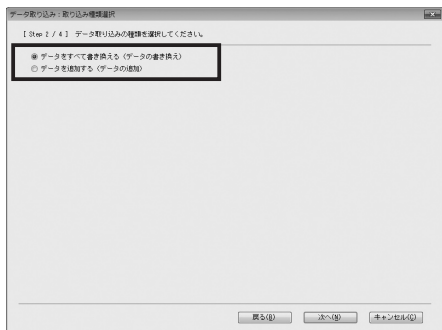 データ取り込み：取り込み種類選択
[ Step 2 / 4 ] データ取り込みの種類を選択してください。
データをすべて書き換える（データの書き換え）
データを追加する（データの追加）
戻る(B) 次へ(N) キャンセル(C)